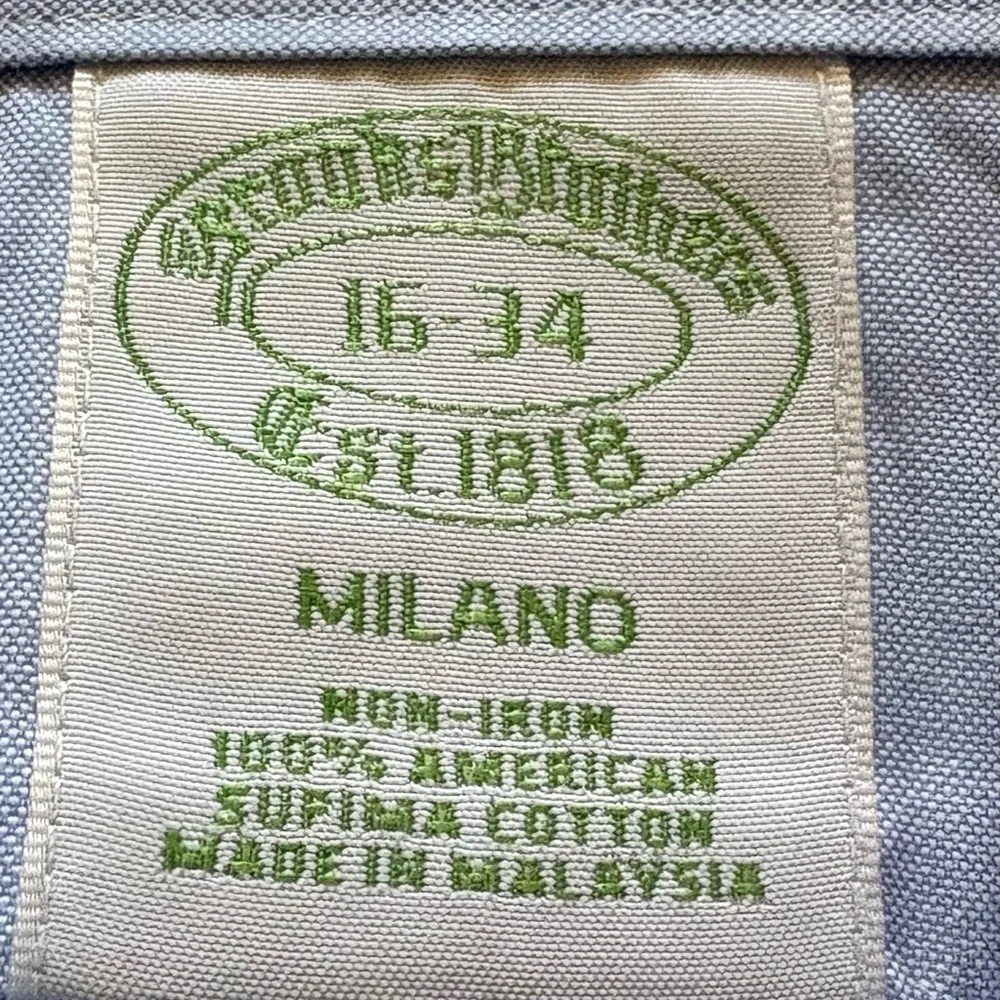 Brooks Brothers
16-34
Est. 1818
MILANO
NON-IRON
100% AMERICAN
SUPIMA COTTON
MADE IN MALAYSIA